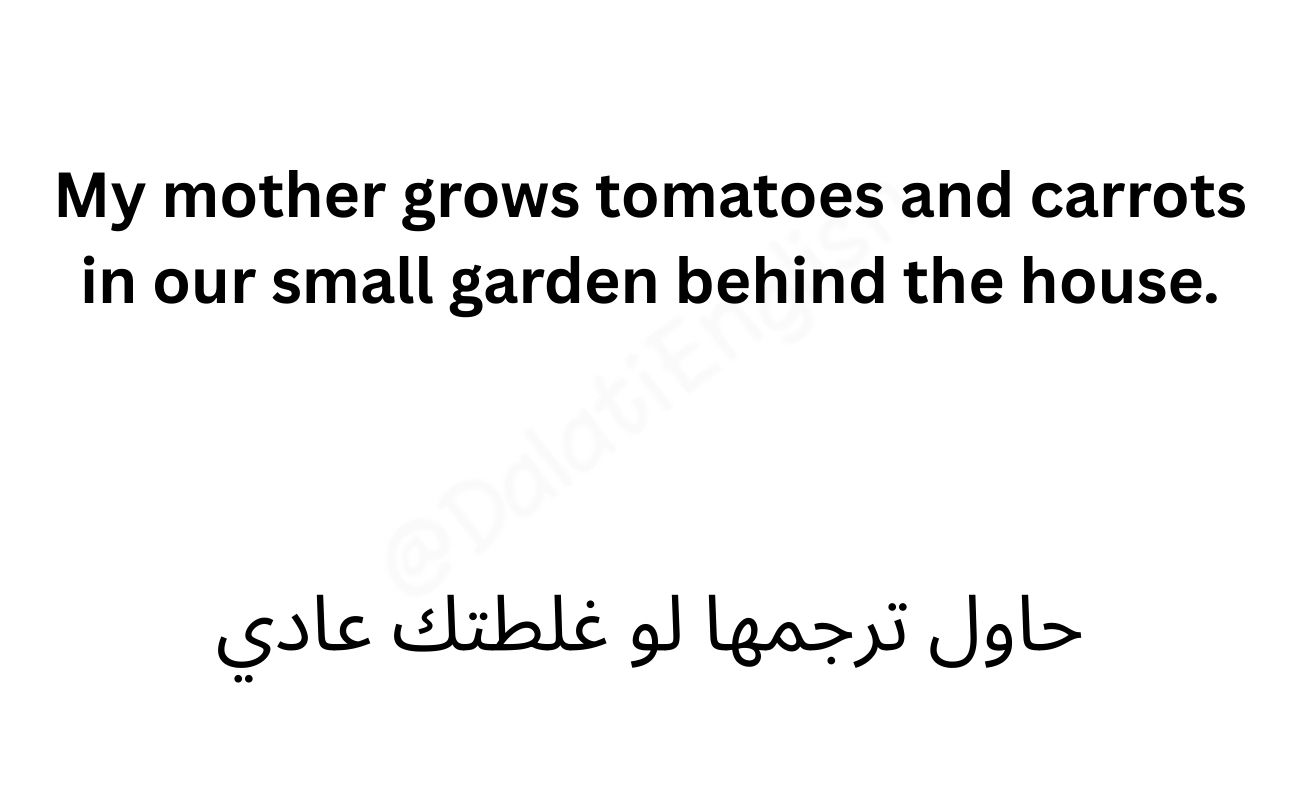 My mother grows tomatoes and carrots
in our small garden behind the house.
@DalatiEnglish
حاول ترجمها لو غلطتك عادي